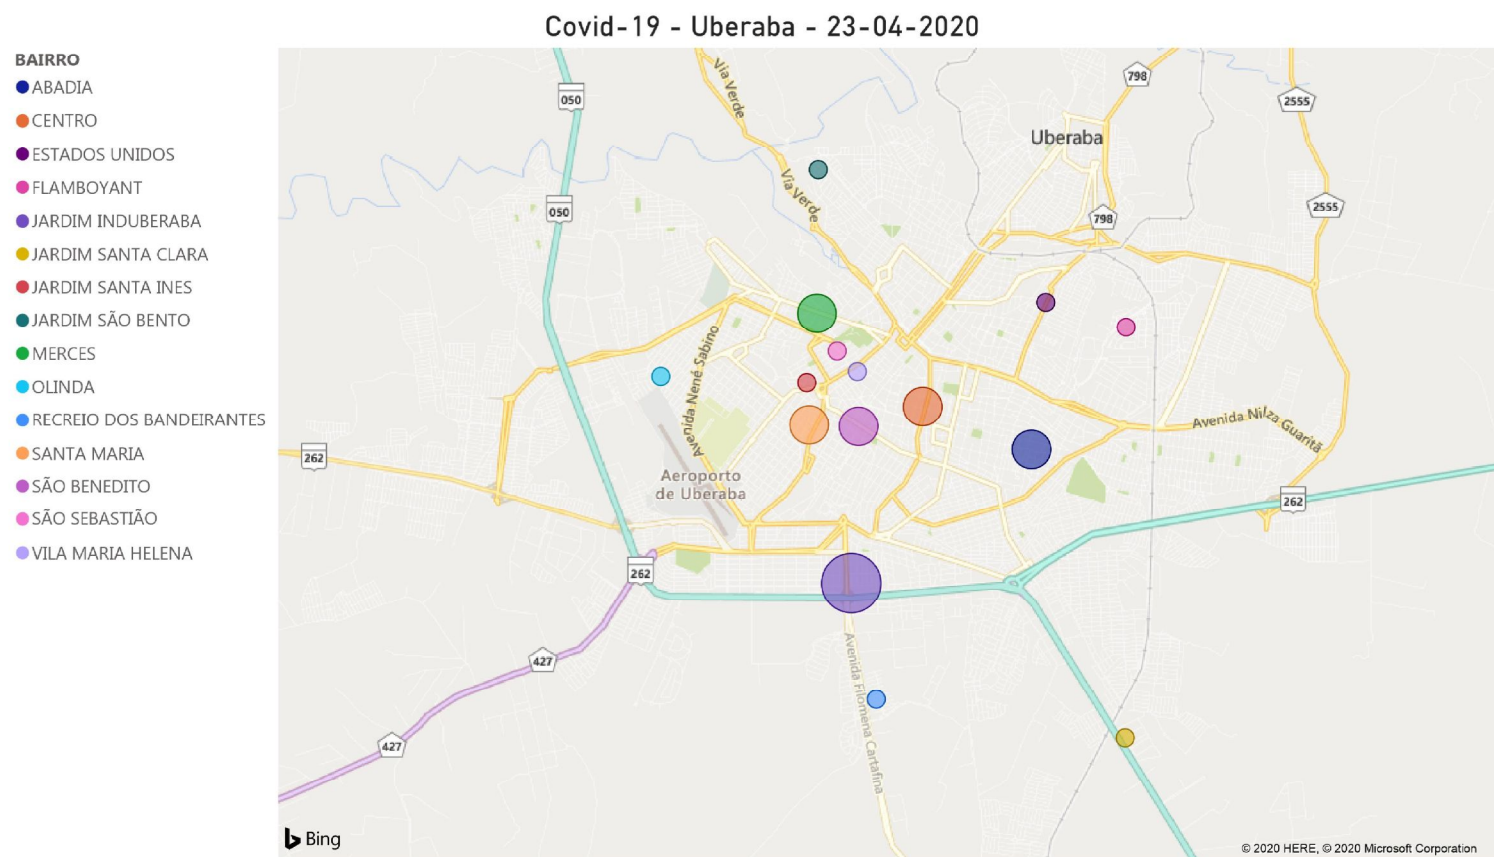 Covid-19 - Uberaba - 23-04-2020
BAIRRO
ABADIA
CENTRO
ESTADOS UNIDOS
FLAMBOYANT
JARDIM INDUBERABA
JARDIM SANTA CLARA
JARDIM SANTA INES
JARDIM SÃO BENTO
MERCES
OLINDA
RECREIO DOS BANDEIRANTES
SANTA MARIA
SÃO BENEDITO
SÃO SEBASTIÃO
VILA MARIA HELENA
050
Via Verde
798
2555
Uberaba
Via Verde
050
798
2555
Avenida Nenê Sabino
Avenida Nilza Guaritã
262
Aeroporto
de Uberaba
262
262
427
Avenida Filomena Cartafina
427
Bing
© 2020 HERE, © 2020 Microsoft Corporation